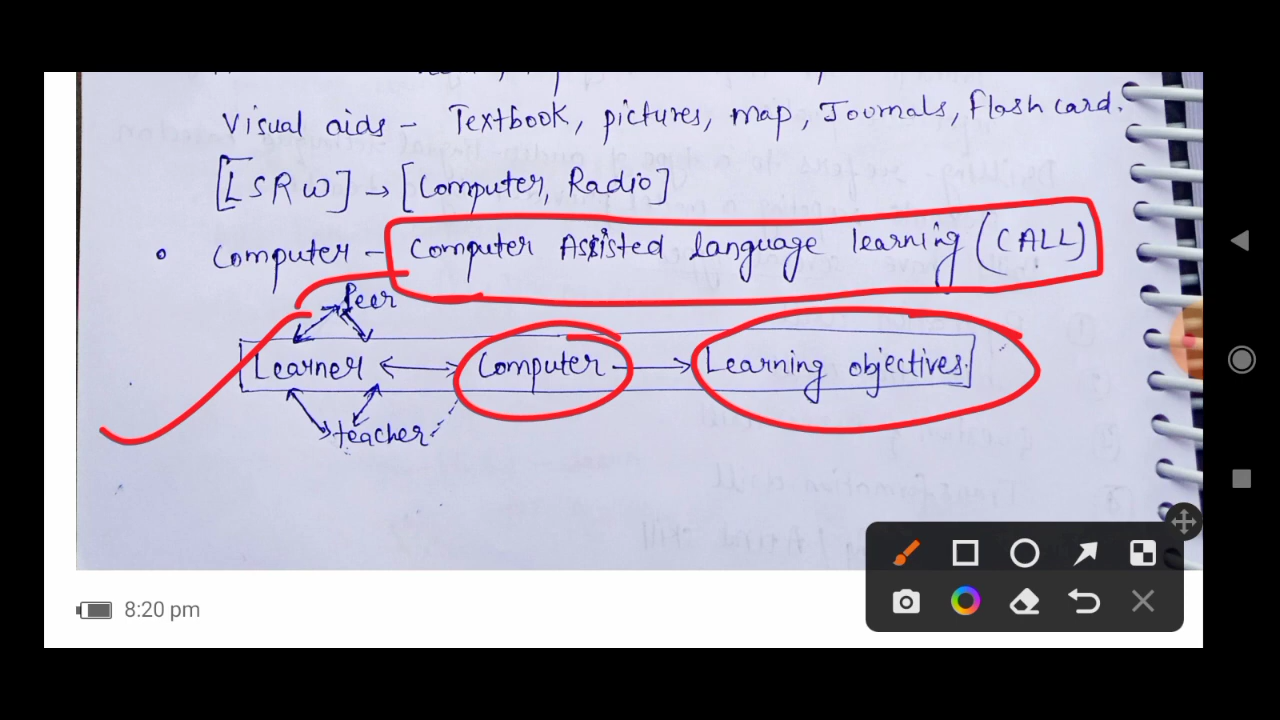 Visual aids - Textbook, pictures, map, Journals, flash card.
[LSRW] → [Computer, Radio]
• Computer - Computer Assisted language learning (CALL)
Peer
Learner ↔ Computer → Learning objectives.
teacher
8:20 pm